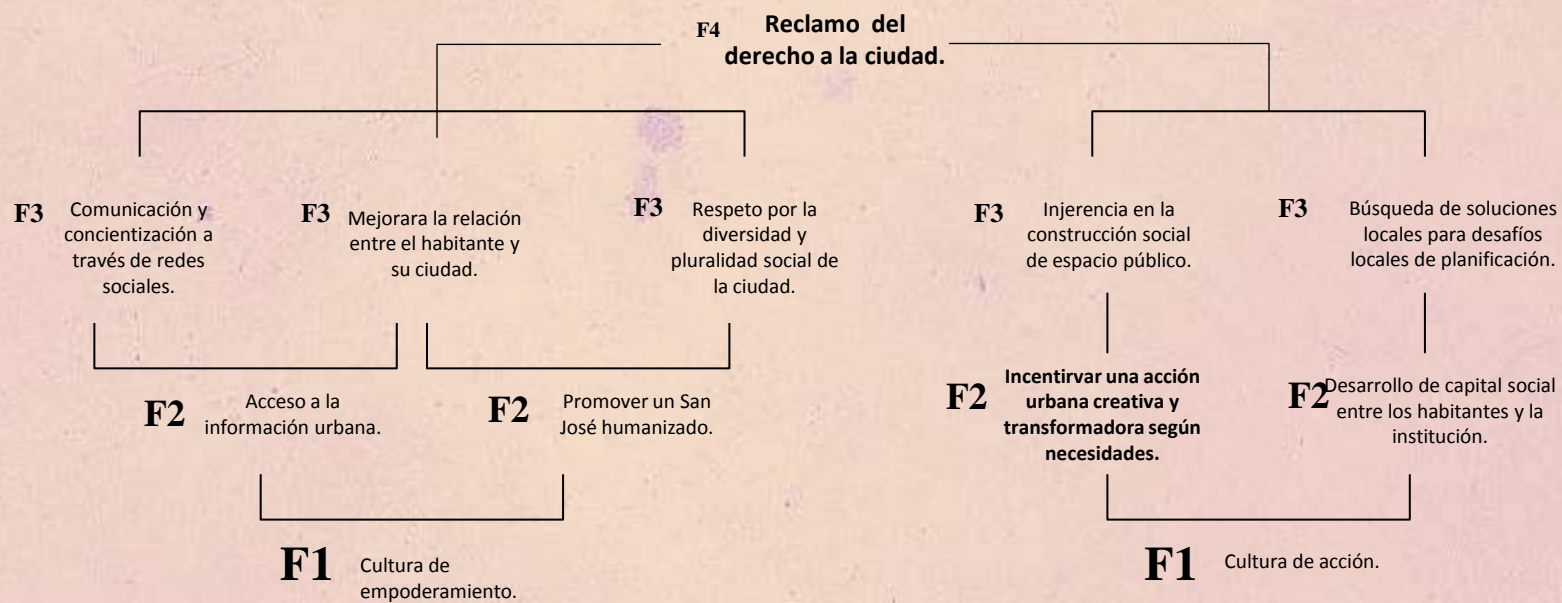 F4 Reclamo del
derecho a la ciudad.
F3 Comunicación y
concientización a
través de redes
sociales.
F3 Mejorara la relación
entre el habitante y
su ciudad.
F3 Respeto por la
diversidad y
pluralidad social de
la ciudad.
F3 Injerencia en la
construcción social
de espacio público.
F3 Búsqueda de soluciones
locales para desafíos
locales de planificación.
F2 Acceso a la
información urbana.
F2 Promover un San
José humanizado.
F2 Incentirvar una acción
urbana creativa y
transformadora según
necesidades.
F2 Desarrollo de capital social
entre los habitantes y la
institución.
F1 Cultura de
empoderamiento.
F1 Cultura de acción.